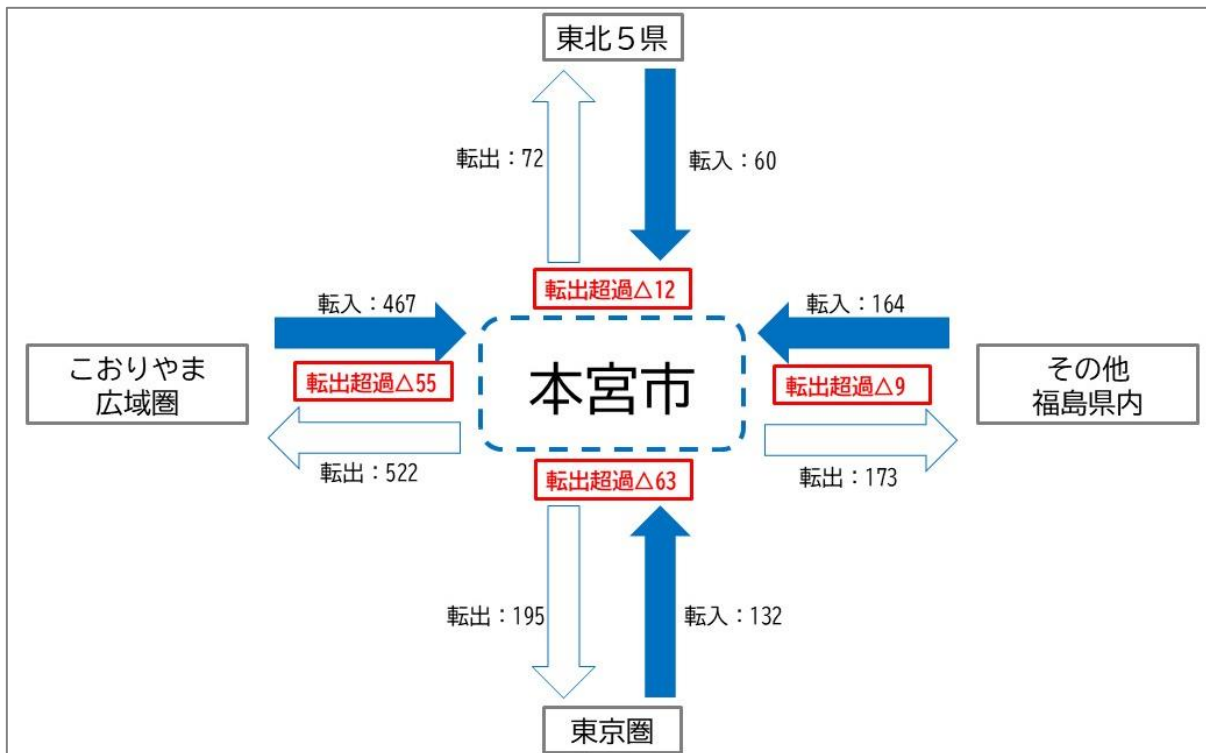 東北５県
転出：72
転入：60
転出超過△12
転入：467
転入：164
こおりやま
広域圏
転出超過△55
本宮市
転出超過△9
その他
福島県内
転出：522
転出超過△63
転出：173
転出：195
転入：132
東京圏